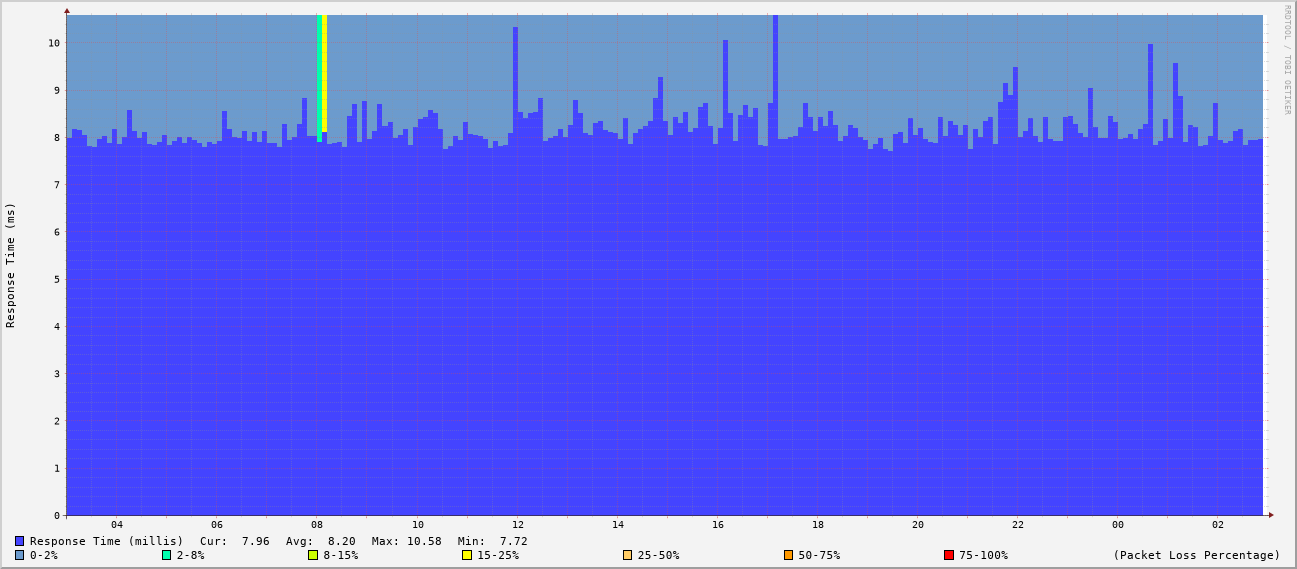 RRDTOOL / TOBI OETIKER
Response Time (ms)
10
9
8
7
6
5
4
3
2
1
0
04 06 08 10 12 14 16 18 20 22 00 02
Response Time (millis) Cur: 7.96 Avg: 8.20 Max: 10.58 Min: 7.72
0-2% 2-8% 8-15% 15-25% 25-50% 50-75% 75-100% (Packet Loss Percentage)